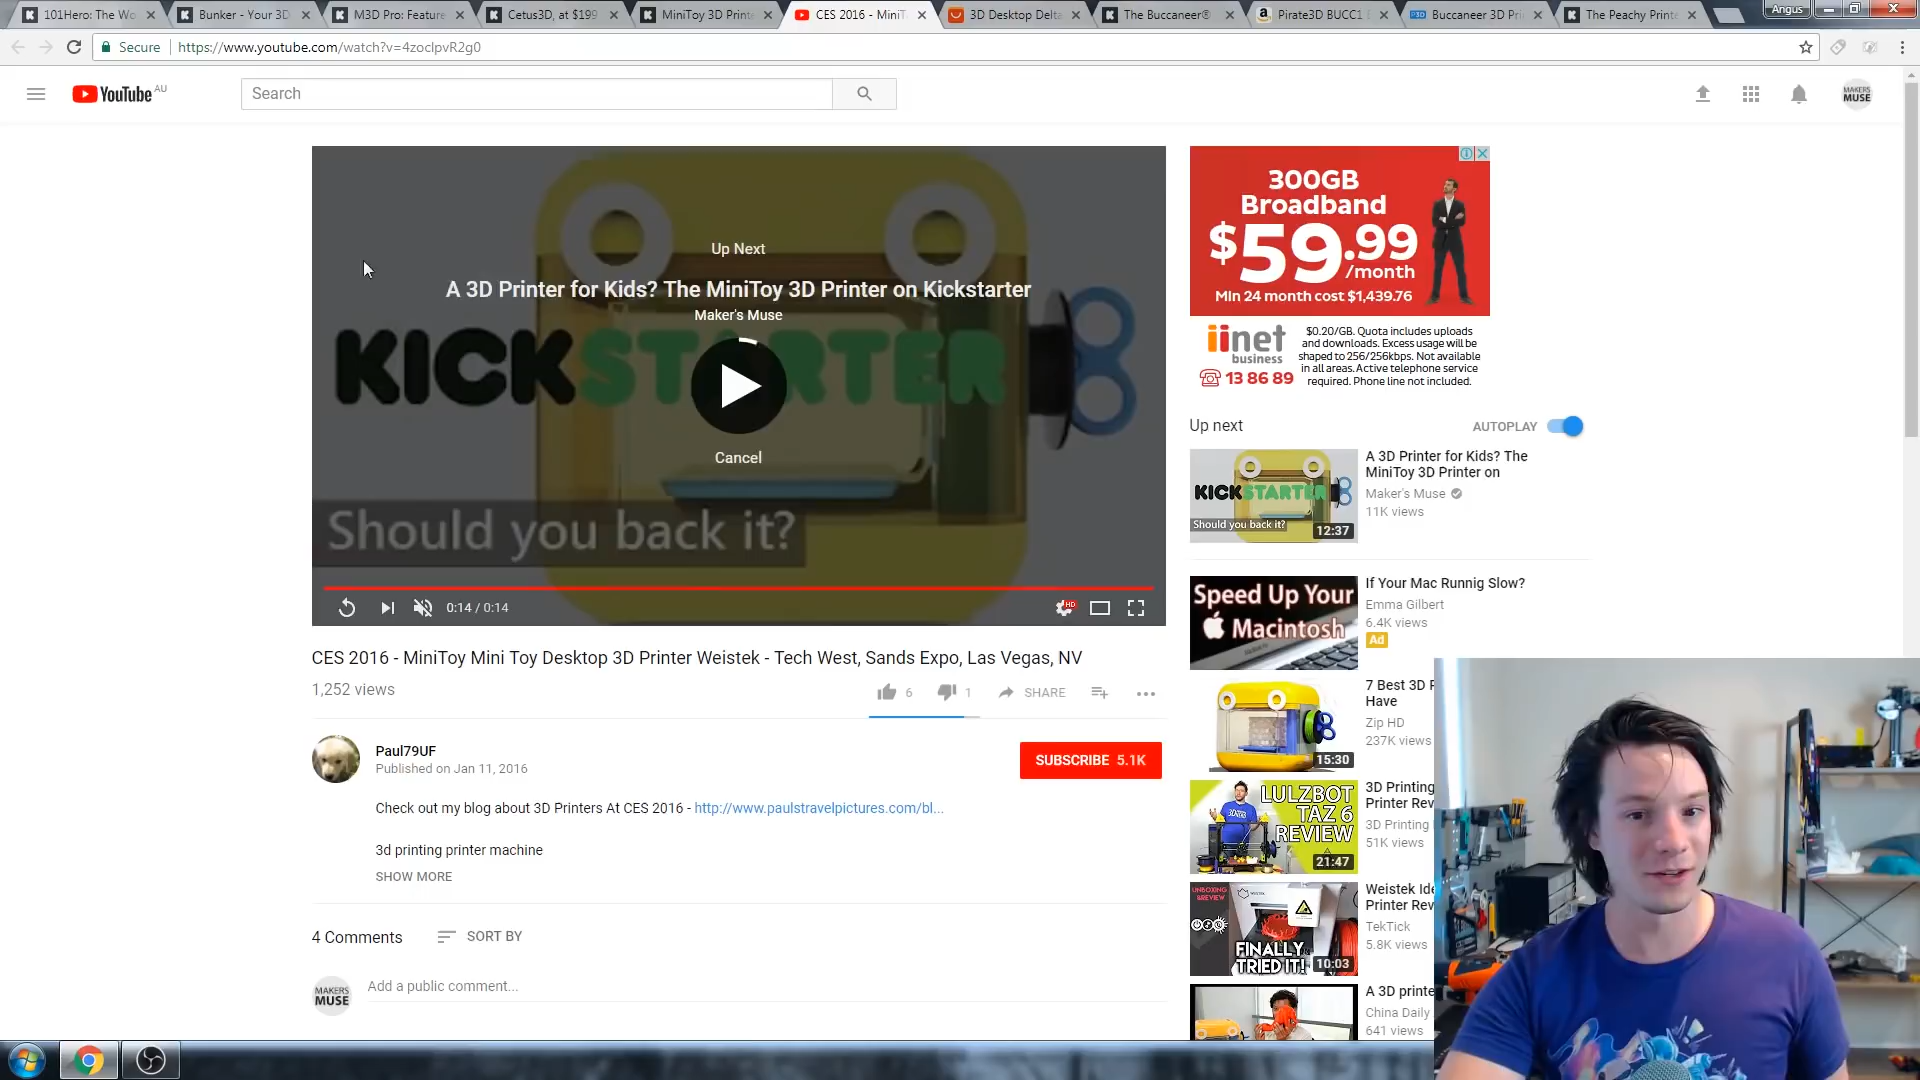 101Hero: The Wo
Bunker - Your 3D
M3D Pro: Feature
Cetus3D, at $199
MiniToy 3D Printe
CES 2016 - MiniT
3D Desktop Delta
The Buccaneer®
Pirate3D BUCC1
Buccaneer 3D Pri
The Peachy Printe
Angus
Secure
https://www.youtube.com/watch?v=4zocIpvR2g0
YouTube AU
Search
MAKERS
MUSE
Up Next
A 3D Printer for Kids? The MiniToy 3D Printer on Kickstarter
Maker's Muse
KICKSTARTER
Cancel
Should you back it?
0:14 / 0:14
HD
CES 2016 - MiniToy Mini Toy Desktop 3D Printer Weistek - Tech West, Sands Expo, Las Vegas, NV
1,252 views
6
1
SHARE
Paul79UF
Published on Jan 11, 2016
SUBSCRIBE 5.1K
Check out my blog about 3D Printers At CES 2016 - http://www.paulstravelpictures.com/bl...
3d printing printer machine
SHOW MORE
4 Comments
SORT BY
MAKERS
MUSE
Add a public comment...
300GB
Broadband
$59.99
/month
Min 24 month cost $1,439.76
iinet
business
13 86 89
$0.20/GB. Quota includes uploads
and downloads. Excess usage will be
shaped to 256/256kbps. Not available
in all areas. Active telephone service
required. Phone line not included.
Up next
AUTOPLAY
KICKSTARTER
Should you back it?
12:37
A 3D Printer for Kids? The
MiniToy 3D Printer on
Maker's Muse
11K views
Speed Up Your
Macintosh
If Your Mac Runnig Slow?
Emma Gilbert
6.4K views
Ad
15:30
7 Best 3D P
Have
Zip HD
237K views
LULZBOT
TAZ 6
REVIEW
21:47
3D Printing
Printer Rev
3D Printing
51K views
UNBOXING
&REVIEW
FINALLY
TRIED IT!
10:03
Weistek Ide
Printer Rev
TekTick
5.8K views
A 3D printe
China Daily
641 views